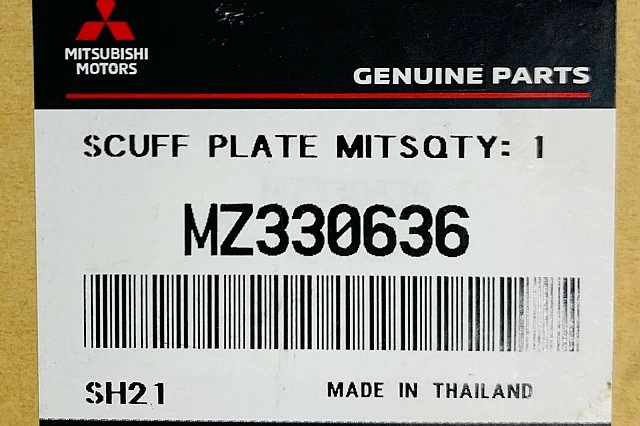 MITSUBISHI
MOTORS
GENUINE PARTS
SCUFF PLATE MITSQTY: 1
MZ330636
SH21
MADE IN THAILAND